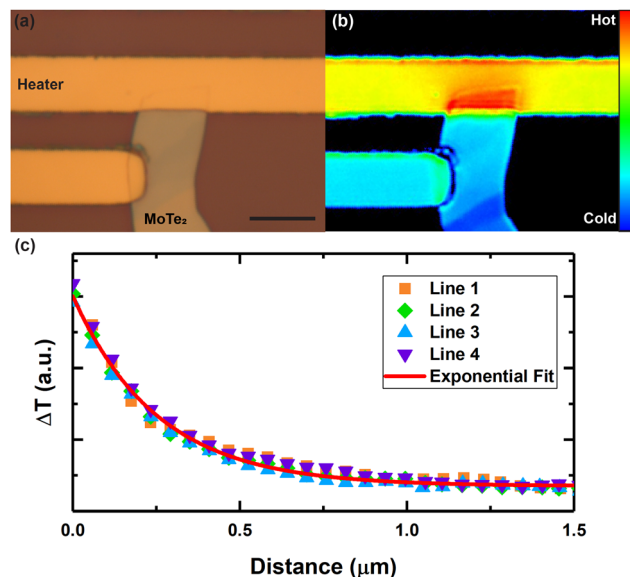 (a)
Heater
MoTe₂
(b)
Hot
Cold
(c)
ΔT (a.u.)
Line 1
Line 2
Line 3
Line 4
Exponential Fit
0.0 0.5 1.0 1.5
Distance (μm)